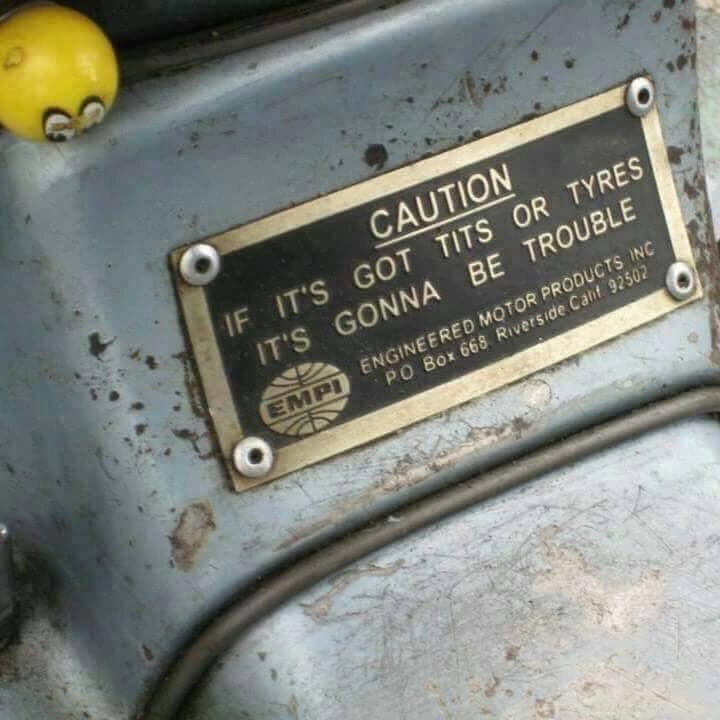 CAUTION
IF IT'S GOT TITS OR TYRES
IT'S GONNA BE TROUBLE
EMPI
ENGINEERED MOTOR PRODUCTS INC
PO Box 668 Riverside Calif. 92502